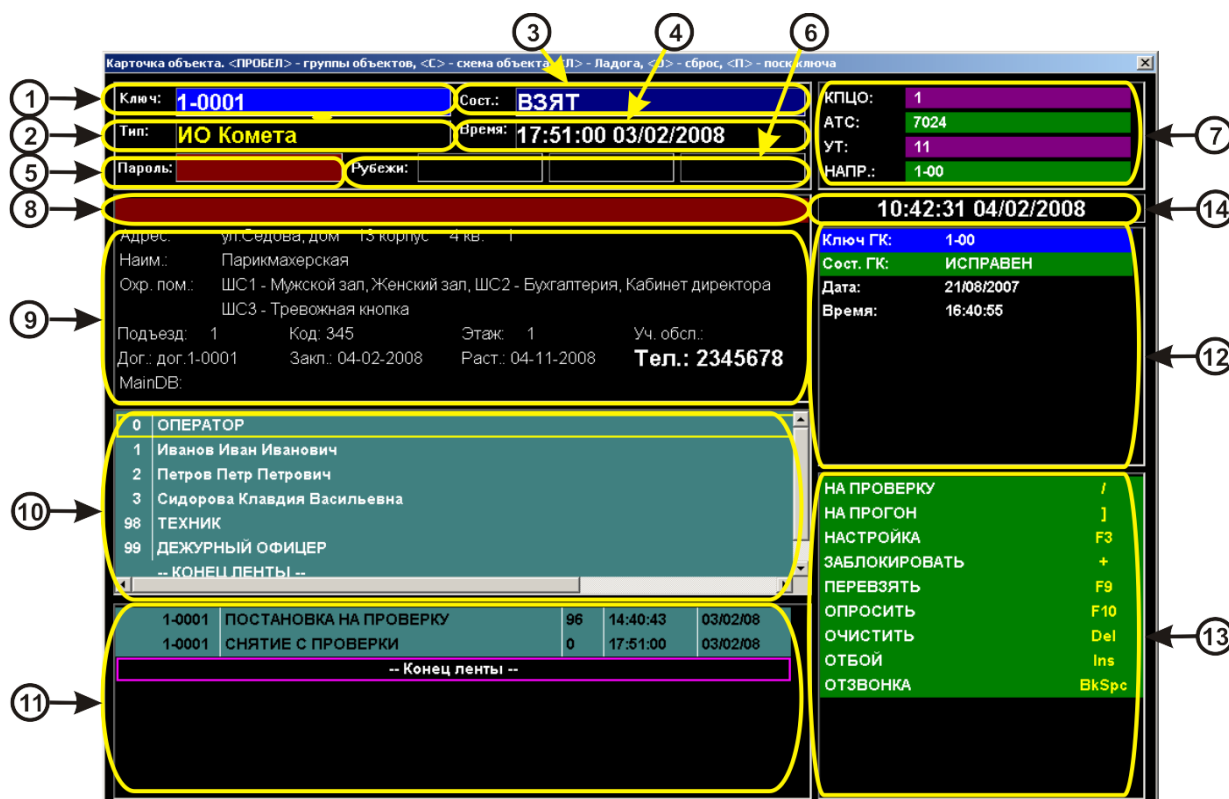 3 4 6
Карточка объекта. <ПРОБЕЛ> - группы объектов, <С> - схема объекта, <Л> - Ладога, - сброс, <П> - поск ключа
1 Ключ: 1-0001 Сост.: ВЗЯТ
2 Тип: ИО Комета Время: 17:51:00 03/02/2008
5 Пароль: Рубежи:
КПЦО: 1
АТС: 7024
УТ: 11
НАПР.: 1-00
7
8
10:42:31 04/02/2008 14
Адрес: ул.Седова, дом 13 корпус 4 кв. 1
Наим.: Парикмахерская
Охр. пом.: ШС1 - Мужской зал, Женский зал, ШС2 - Бухгалтерия, Кабинет директора
ШС3 - Тревожная кнопка
Подъезд: 1 Код: 345 Этаж: 1 Уч. обсл.:
Дог.: дог.1-0001 Закл.: 04-02-2008 Раст.: 04-11-2008 Тел.: 2345678
MainDB:
9
Ключ ГК: 1-00
Сост. ГК: ИСПРАВЕН
Дата: 21/08/2007
Время: 16:40:55
12
0 ОПЕРАТОР
1 Иванов Иван Иванович
2 Петров Петр Петрович
3 Сидорова Клавдия Васильевна
98 ТЕХНИК
99 ДЕЖУРНЫЙ ОФИЦЕР
-- КОНЕЦ ЛЕНТЫ --
10
1-0001 ПОСТАНОВКА НА ПРОВЕРКУ 96 14:40:43 03/02/08
1-0001 СНЯТИЕ С ПРОВЕРКИ 0 17:51:00 03/02/08
-- Конец ленты --
11
НА ПРОВЕРКУ /
НА ПРОГОН ]
НАСТРОЙКА F3
ЗАБЛОКИРОВАТЬ +
ПЕРЕВЗЯТЬ F9
ОПРОСИТЬ F10
ОЧИСТИТЬ Del
ОТБОЙ Ins
ОТЗВОНКА BkSpc
13